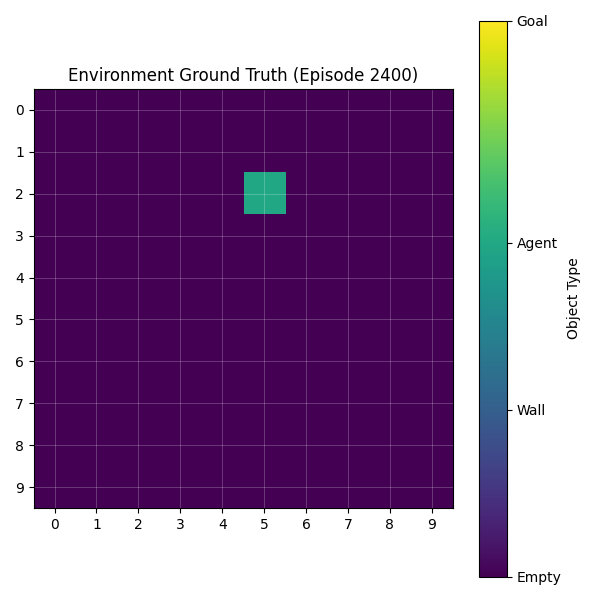 Environment Ground Truth (Episode 2400)
0
1
2
3
4
5
6
7
8
9
0 1 2 3 4 5 6 7 8 9
Goal
Agent
Wall
Empty
Object Type